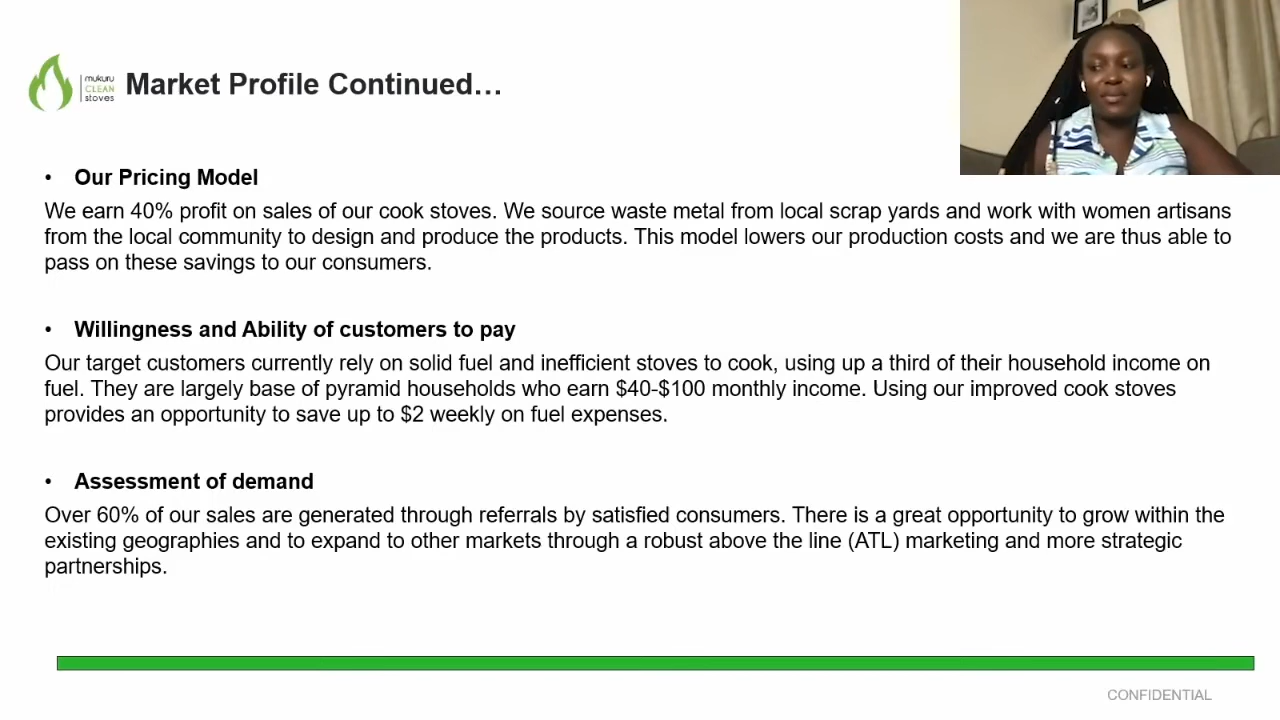 mukuru
CLEAN
stoves
Market Profile Continued…
• Our Pricing Model
We earn 40% profit on sales of our cook stoves. We source waste metal from local scrap yards and work with women artisans
from the local community to design and produce the products. This model lowers our production costs and we are thus able to
pass on these savings to our consumers.
• Willingness and Ability of customers to pay
Our target customers currently rely on solid fuel and inefficient stoves to cook, using up a third of their household income on
fuel. They are largely base of pyramid households who earn $40-$100 monthly income. Using our improved cook stoves
provides an opportunity to save up to $2 weekly on fuel expenses.
• Assessment of demand
Over 60% of our sales are generated through referrals by satisfied consumers. There is a great opportunity to grow within the
existing geographies and to expand to other markets through a robust above the line (ATL) marketing and more strategic
partnerships.
CONFIDENTIAL